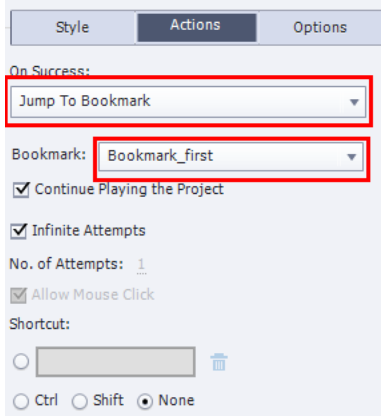 Style Actions Options
On Success:
Jump To Bookmark
Bookmark: Bookmark_first
Continue Playing the Project
Infinite Attempts
No. of Attempts: 1
Allow Mouse Click
Shortcut:
Ctrl Shift None